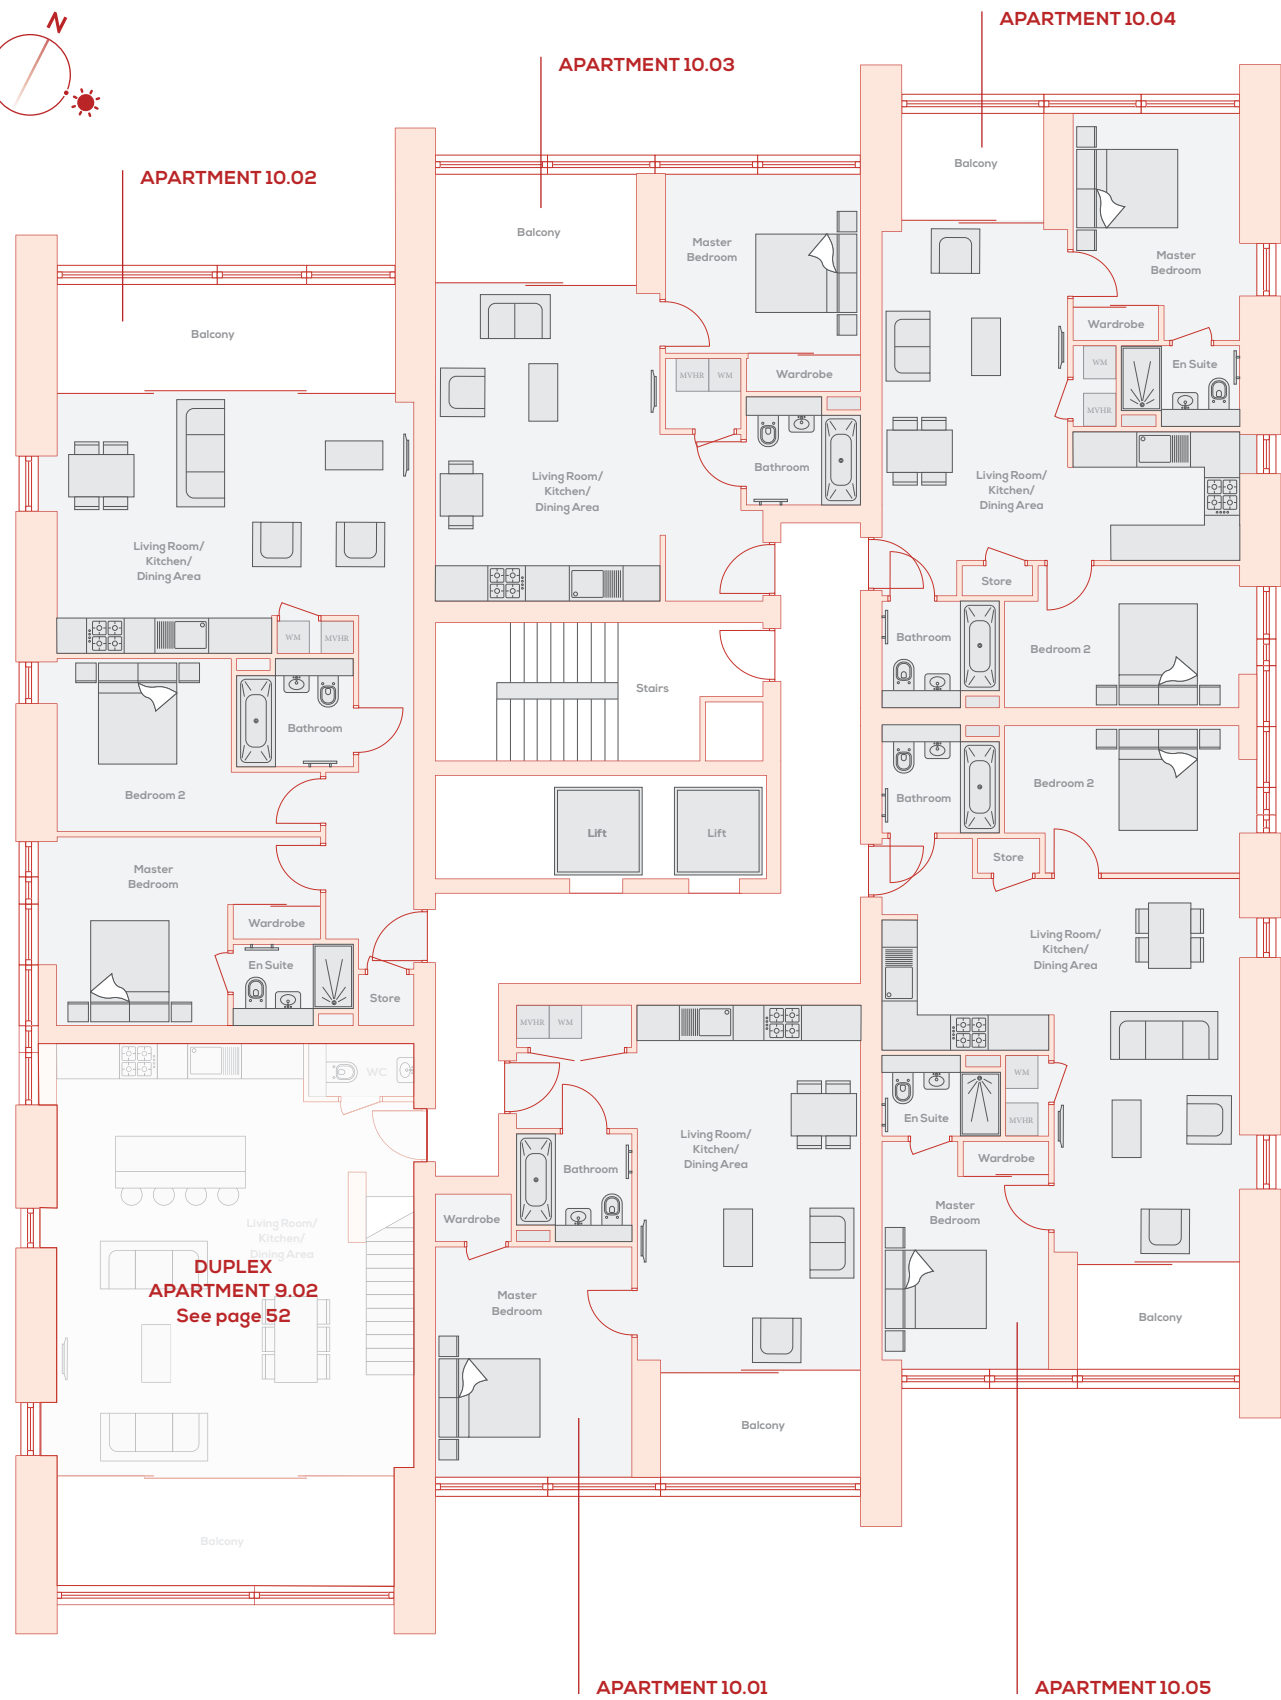 N
APARTMENT 10.04
APARTMENT 10.03
APARTMENT 10.02
Balcony
Master
Bedroom
Wardrobe
En Suite
WM
MVHR
Living Room/
Kitchen/
Dining Area
Store
Bathroom
Bedroom 2
Balcony
Master
Bedroom
MVHR
WM
Wardrobe
Bathroom
Living Room/
Kitchen/
Dining Area
Balcony
Living Room/
Kitchen/
Dining Area
WM
MVHR
Bathroom
Bedroom 2
Master
Bedroom
Wardrobe
En Suite
Store
Stairs
Lift
Lift
Bathroom
Bedroom 2
Store
Living Room/
Kitchen/
Dining Area
WM
MVHR
En Suite
Wardrobe
Master
Bedroom
Balcony
MVHR
WM
Living Room/
Kitchen/
Dining Area
Bathroom
Wardrobe
Master
Bedroom
Balcony
WC
Living Room/
Kitchen/
Dining Area
DUPLEX
APARTMENT 9.02
See page 52
Balcony
APARTMENT 10.01
APARTMENT 10.05